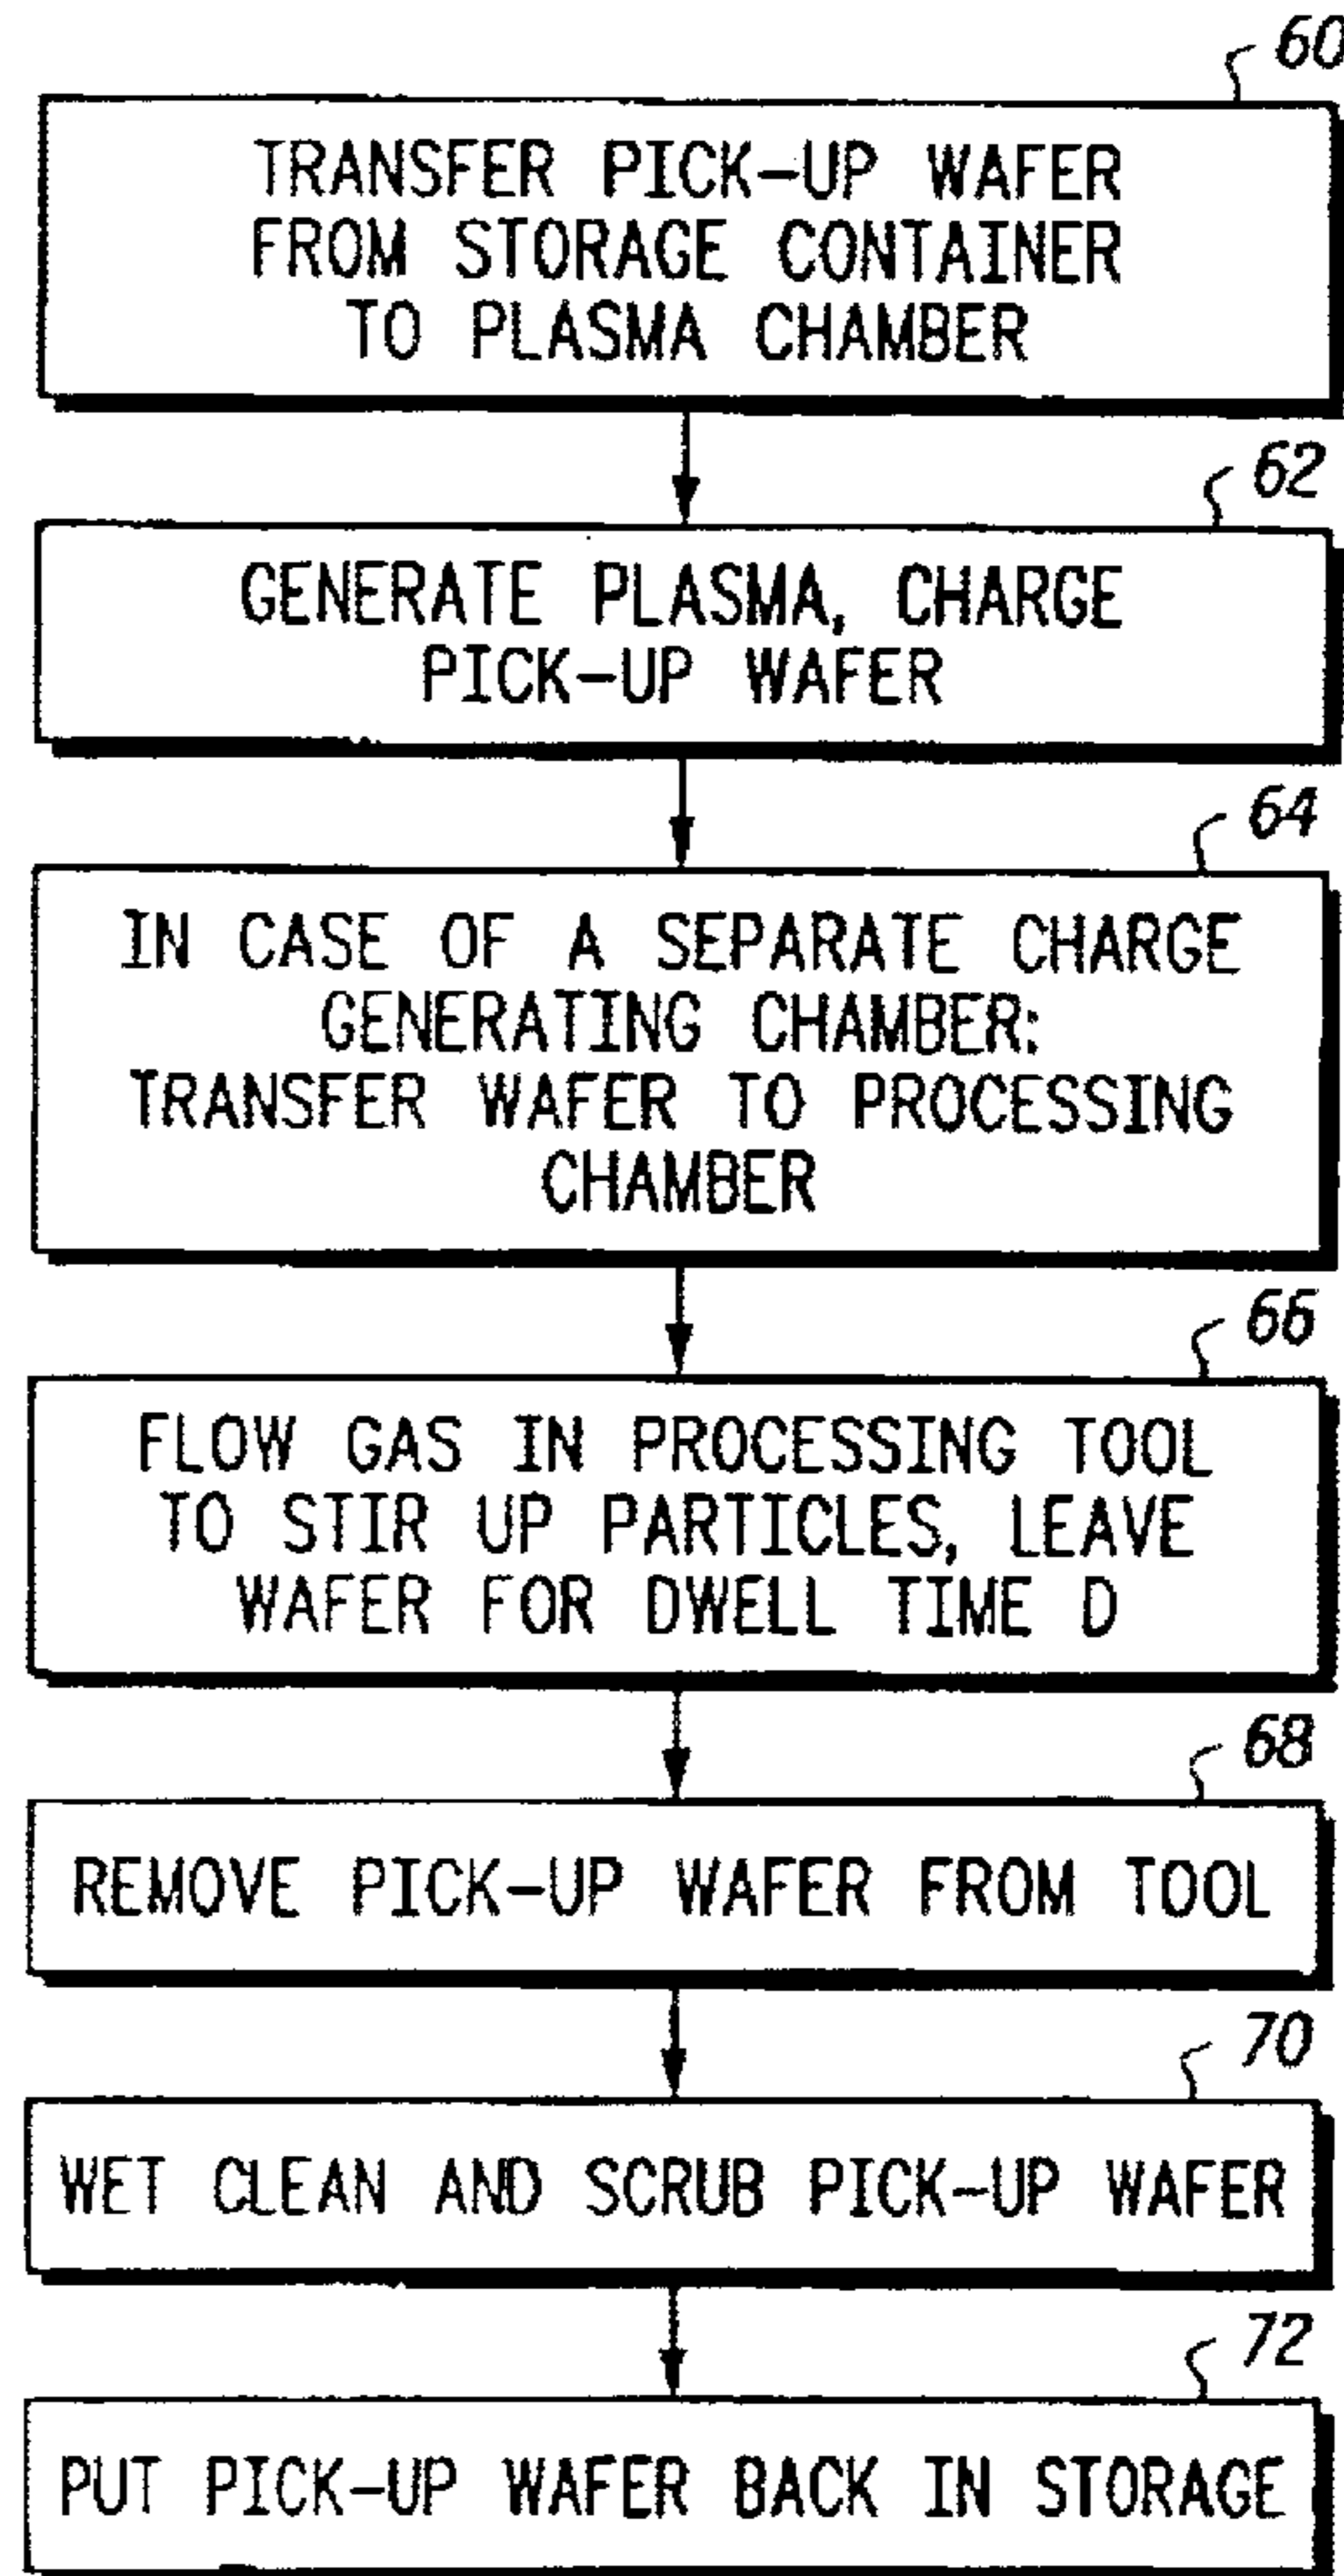 60
TRANSFER PICK-UP WAFER
FROM STORAGE CONTAINER
TO PLASMA CHAMBER
62
GENERATE PLASMA, CHARGE
PICK-UP WAFER
64
IN CASE OF A SEPARATE CHARGE
GENERATING CHAMBER:
TRANSFER WAFER TO PROCESSING
CHAMBER
66
FLOW GAS IN PROCESSING TOOL
TO STIR UP PARTICLES, LEAVE
WAFER FOR DWELL TIME D
68
REMOVE PICK-UP WAFER FROM TOOL
70
WET CLEAN AND SCRUB PICK-UP WAFER
72
PUT PICK-UP WAFER BACK IN STORAGE